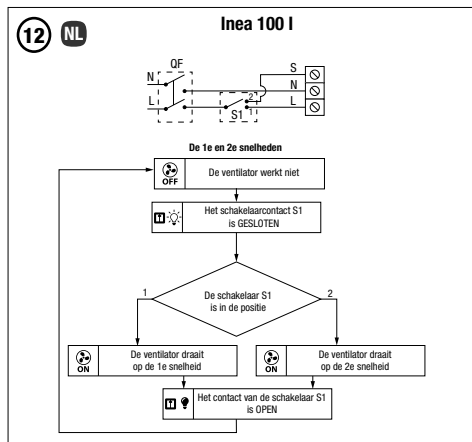 12 NL
Inea 100 I
QF
N
L
S1
2
1
S
N
L
De 1e en 2e snelheden
OFF
De ventilator werkt niet
Het schakelaarcontact S1
is GESLOTEN
De schakelaar S1
is in de positie
1
2
ON
De ventilator draait
op de 1e snelheid
ON
De ventilator draait
op de 2e snelheid
Het contact van de schakelaar S1
is OPEN